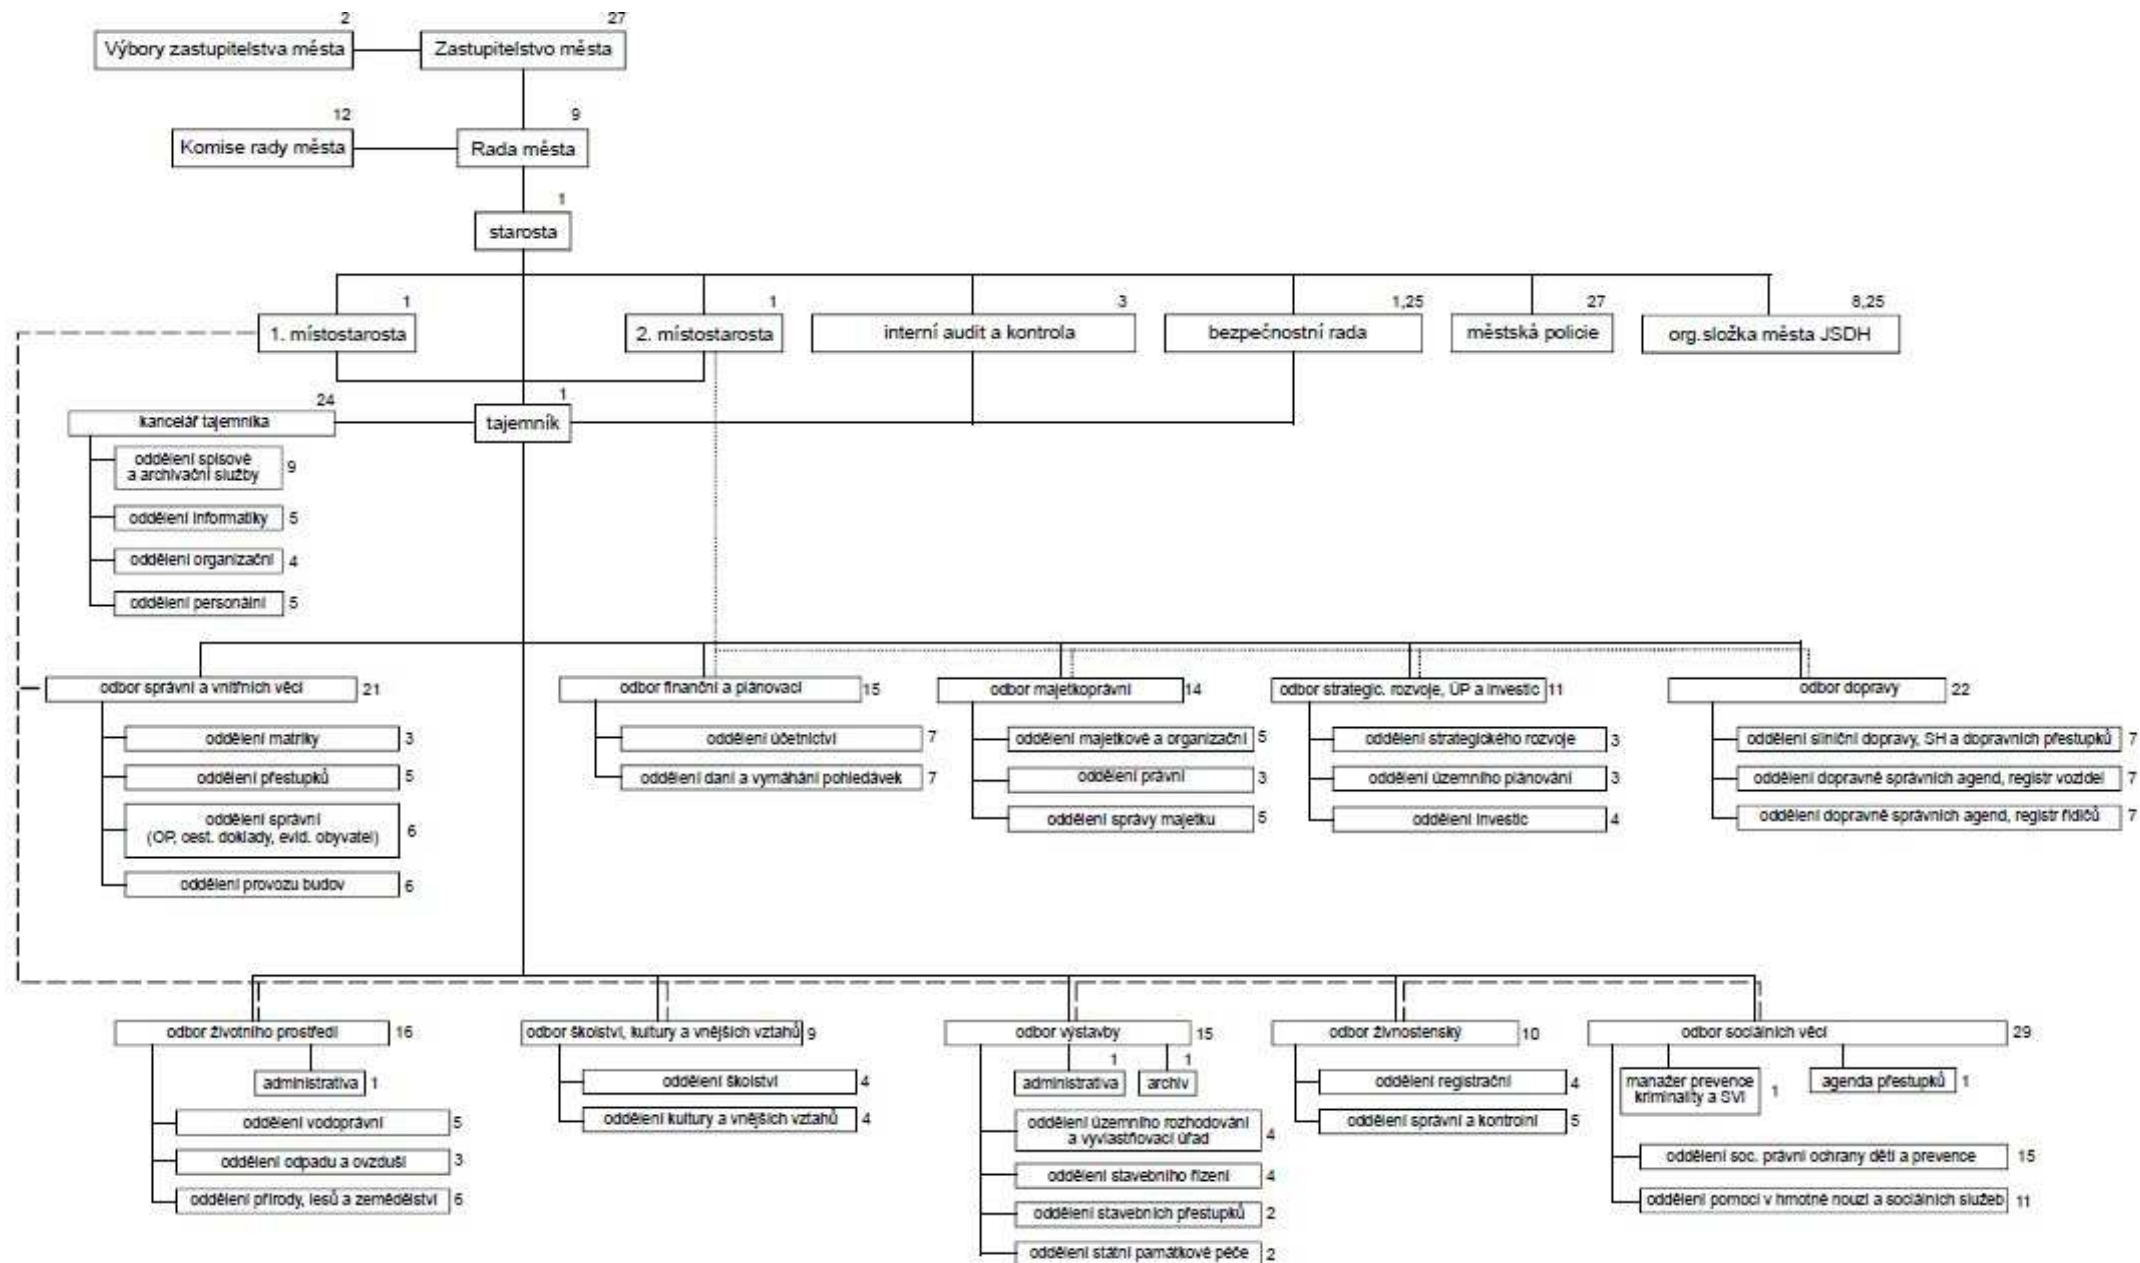 2
27
Výbory zastupitelstva města
Zastupitelstvo města
12
9
Komise rady města
Rada města
1
starosta
1
1
3
1,25
27
8,25
1. místostarosta
2. místostarosta
interní audit a kontrola
bezpečnostní rada
městská policie
org.složka města JSDH
24
1
kancelář tajemníka
tajemník
oddělení spisové
a archivační služby
9
oddělení informatiky
5
oddělení organizační
4
oddělení personální
5
odbor správní a vnitřních věcí
21
oddělení matriky
3
oddělení přestupků
5
oddělení správní
(OP, cest. doklady, evid. obyvatel)
6
oddělení provozu budov
6
odbor finanční a plánovací
15
oddělení účetnictví
7
oddělení daní a vymáhání pohledávek
7
odbor majetkoprávní
14
oddělení majetkové a organizační
5
oddělení právní
3
oddělení správy majetku
5
odbor strategic. rozvoje, ÚP a investic
11
oddělení strategického rozvoje
3
oddělení územního plánování
3
oddělení investic
4
odbor dopravy
22
oddělení silniční dopravy, SH a dopravních přestupků
7
oddělení dopravně správních agend, registr vozidel
7
oddělení dopravně správních agend, registr řidičů
7
odbor životního prostředí
16
administrativa
1
oddělení vodoprávní
5
oddělení odpadu a ovzduší
3
oddělení přírody, lesů a zemědělství
6
odbor školství, kultury a vnějších vztahů
9
oddělení školství
4
oddělení kultury a vnějších vztahů
4
odbor výstavby
15
1
1
administrativa
archiv
oddělení územního rozhodování
a vyvlastňovací úřad
4
oddělení stavebního řízení
4
oddělení stavebních přestupků
2
oddělení státní památkové péče
2
odbor živnostenský
10
oddělení registrační
4
oddělení správní a kontrolní
5
odbor sociálních věcí
29
manažer prevence
kriminality a SVI
1
agenda přestupků
1
oddělení soc. právní ochrany dětí a prevence
15
oddělení pomoci v hmotné nouzi a sociálních služeb
11